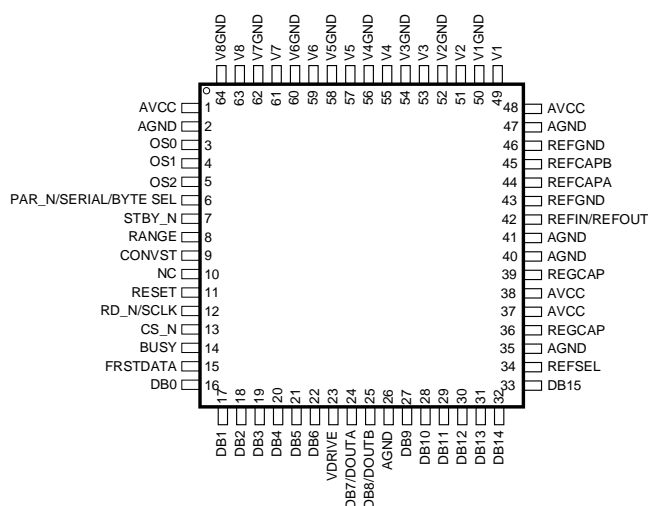 V8GND
V8
V7GND
V7
V6GND
V6
V5GND
V5
V4GND
V4
V3GND
V3
V2GND
V2
V1GND
V1
64
63
62
61
60
59
58
57
56
55
54
53
52
51
50
49
AVCC 1
AGND 2
OS0 3
OS1 4
OS2 5
PAR_N/SERIAL/BYTE SEL 6
STBY_N 7
RANGE 8
CONVST 9
NC 10
RESET 11
RD_N/SCLK 12
CS_N 13
BUSY 14
FRSTDATA 15
DB0 16
48 AVCC
47 AGND
46 REFGND
45 REFCAPB
44 REFCAPA
43 REFGND
42 REFIN/REFOUT
41 AGND
40 AGND
39 REGCAP
38 AVCC
37 AVCC
36 REGCAP
35 AGND
34 REFSEL
33 DB15
17
18
19
20
21
22
23
24
25
26
27
28
29
30
31
32
DB1
DB2
DB3
DB4
DB5
DB6
VDRIVE
DB7/DOUTA
DB8/DOUTB
AGND
DB9
DB10
DB11
DB12
DB13
DB14